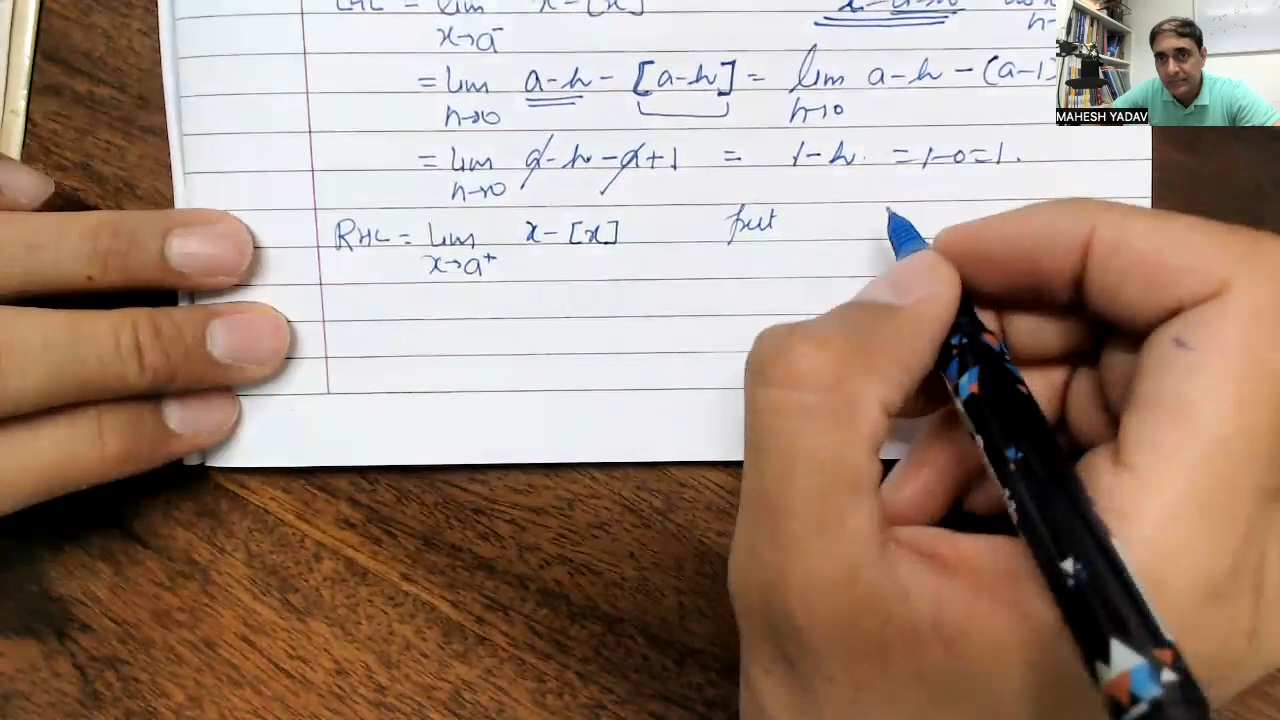 LHL = lim x - [x]
x→a⁻
= lim a-h - [a-h] = lim a-h - (a-1)
h→0 h→0
= lim a-h-a+1 = 1-h. = 1-0=1.
h→0
RHL = lim x - [x] put
x→a⁺
MAHESH YADAV